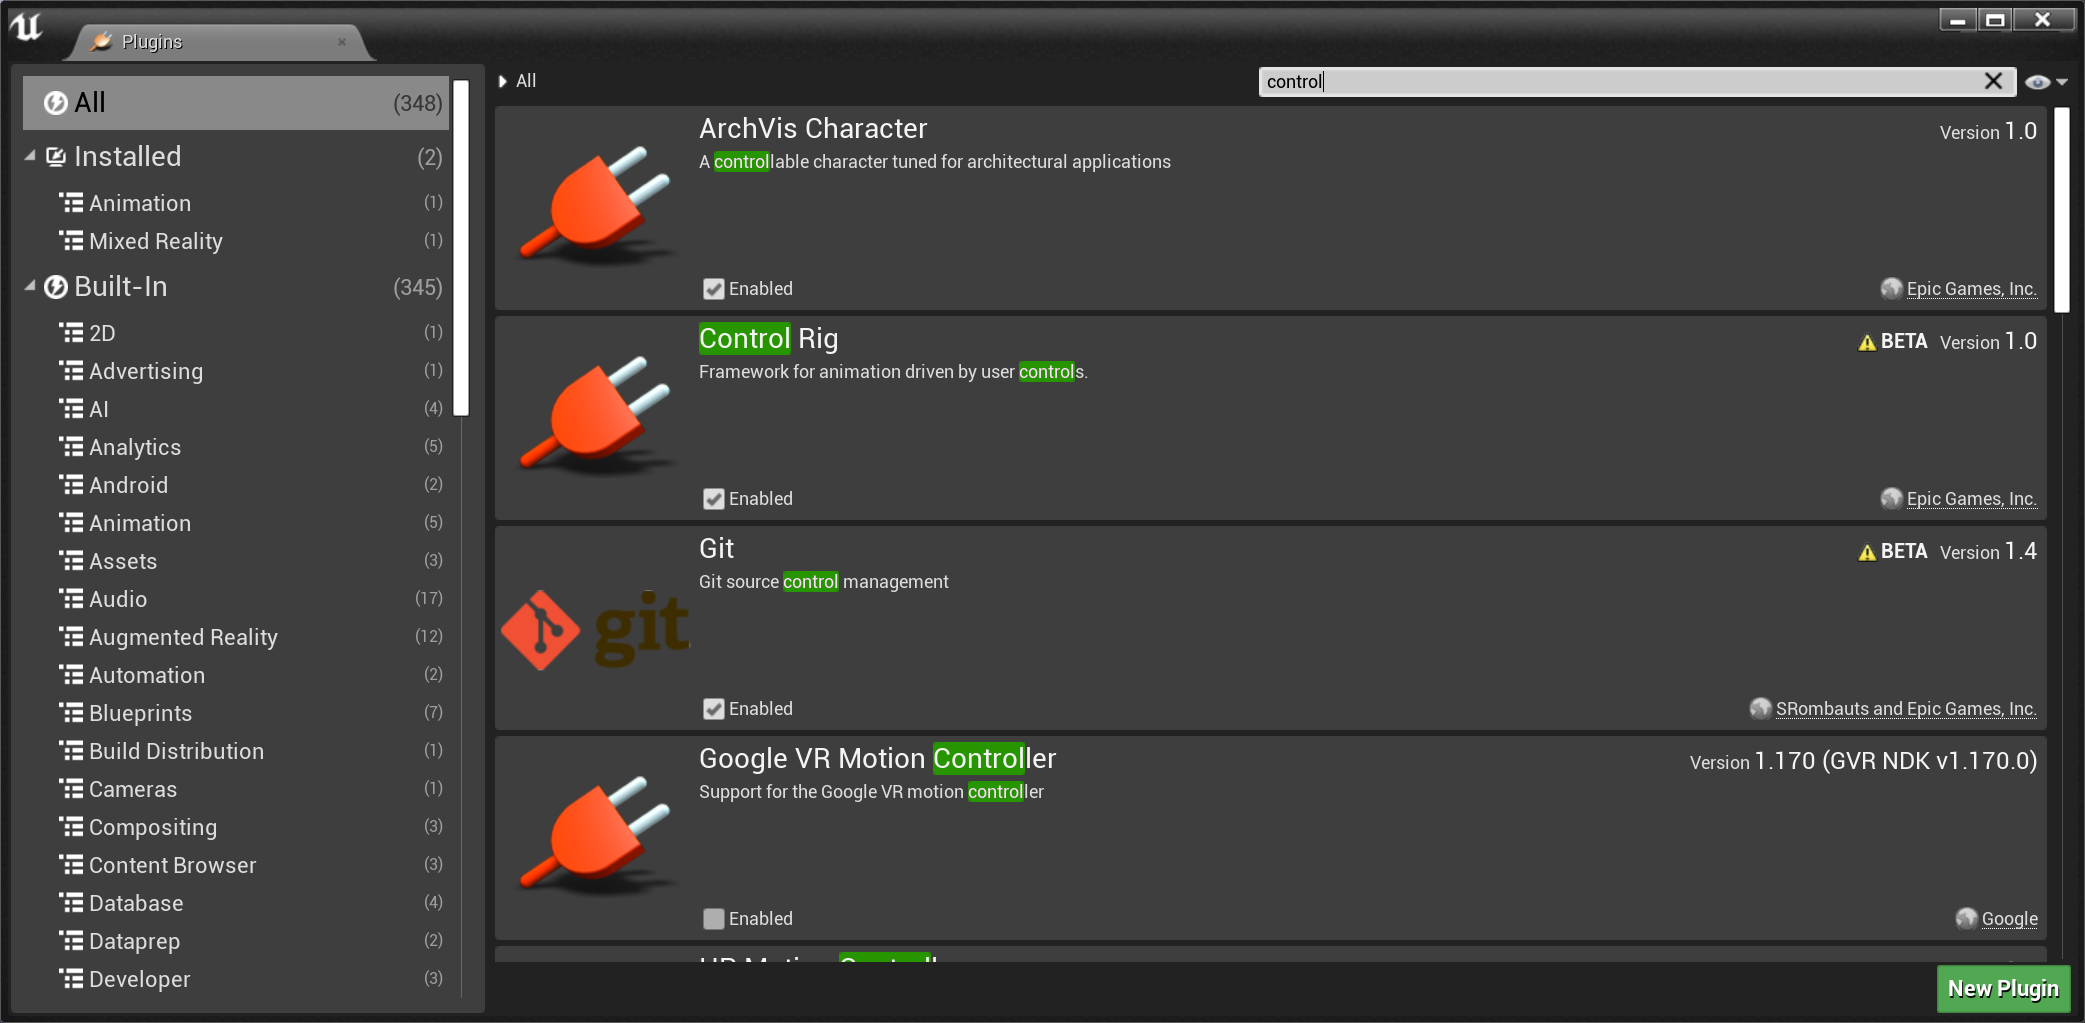 Plugins
All (348)
Installed (2)
Animation (1)
Mixed Reality (1)
Built-In (345)
2D (1)
Advertising (1)
AI (4)
Analytics (5)
Android (2)
Animation (5)
Assets (3)
Audio (17)
Augmented Reality (12)
Automation (2)
Blueprints (7)
Build Distribution (1)
Cameras (1)
Compositing (3)
Content Browser (3)
Database (4)
Dataprep (2)
Developer (3)
All
control
ArchVis Character
Version 1.0
A controllable character tuned for architectural applications
Enabled
Epic Games, Inc.
Control Rig
BETA Version 1.0
Framework for animation driven by user controls.
Enabled
Epic Games, Inc.
Git
BETA Version 1.4
Git source control management
git
Enabled
SRombauts and Epic Games, Inc.
Google VR Motion Controller
Version 1.170 (GVR NDK v1.170.0)
Support for the Google VR motion controller
Enabled
Google
New Plugin